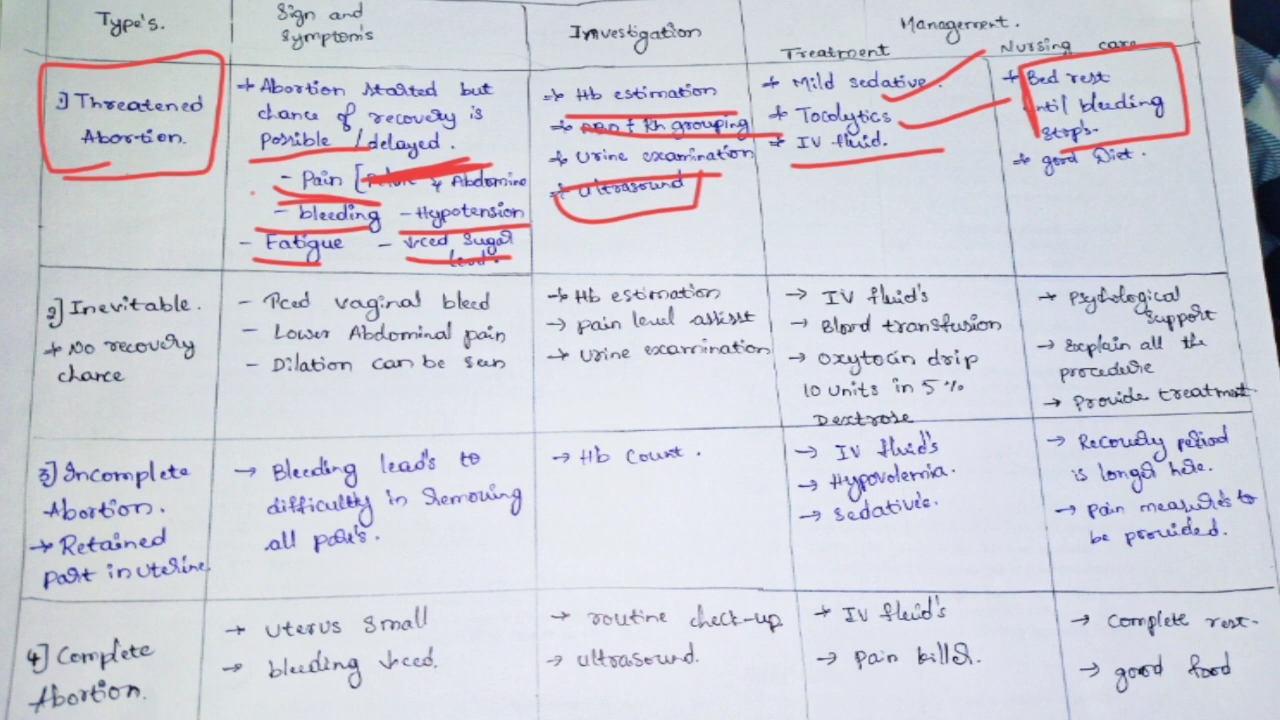 Type's.
Sign and
Symptom's
Investigation
Management.
Treatment
Nursing care
1) Threatened
Abortion.
→ Abortion started but
chance of recovery is
possible / delayed.
- Pain [ & Abdomine
- bleeding - Hypotension
- Fatigue - ↓ced Sugar
→ Hb estimation
→ ABO & Rh grouping
→ Urine examination
→ Ultrasound
→ Mild sedative.
→ Tocolytics
→ IV fluid.
→ Bed rest
until bleeding
stops.
→ good Diet.
2] Inevitable.
→ No recovery
chance
- ↑ced vaginal bleed
- Lower Abdominal pain
- Dilation can be seen
→ Hb estimation
→ pain level assisst
→ Urine examination
→ IV fluid's
→ Blood transfusion
→ Oxytocin drip
10 units in 5%
Dextrose
→ Psychological
support
→ Explain all the
procedure
→ Provide treatment.
3] Incomplete
Abortion.
→ Retained
part in uterine
→ Bleeding lead's to
difficultly in removing
all part's.
→ Hb count.
→ IV fluid's
→ Hypovolemia.
→ Sedative's.
→ Recovery period
is longer here.
→ pain measure's to
be provided.
4] Complete
Abortion.
→ Uterus small
→ bleeding ↓ced.
→ routine check-up
→ ultrasound.
→ IV fluid's
→ pain killer.
→ Complete rest.
→ good food